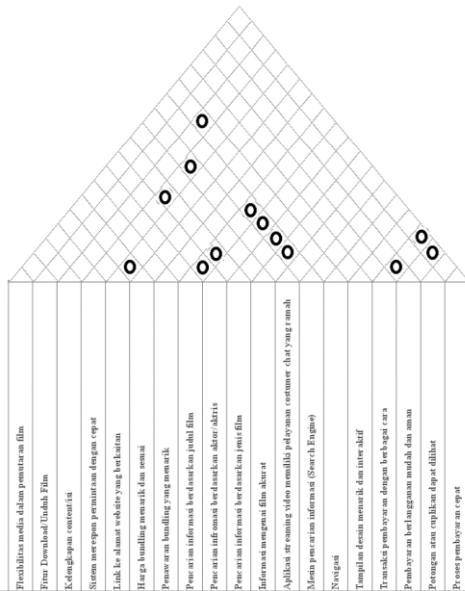 Flexibilitas media dalam pemutaran film
Fitur Download/Unduh Film
Kelengkapan content/isi
Sistem merespon permintaan dengan cepat
Link ke alamat website yang berkaitan
Harga bundling menarik dan sesuai
Penawaran bundling yang menarik
Pencarian informasi berdasarkan judul film
Pencarian infromasi berdasarkan aktor/aktris
Pencarian informasi berdasarkan jenis film
Informasi mengenai film akurat
Aplikasi streaming video memiliki pelayanan costumer chat yang ramah
Mesin pencarian informasi (Search Engine)
Navigasi
Tampilan desain menarik dan interaktif
Transaksi pembayaran dengan berbagai cara
Pembayaran berlangganan mudah dan aman
Potongan atau cuplikan dapat dilihat
Proses pembayaran cepat